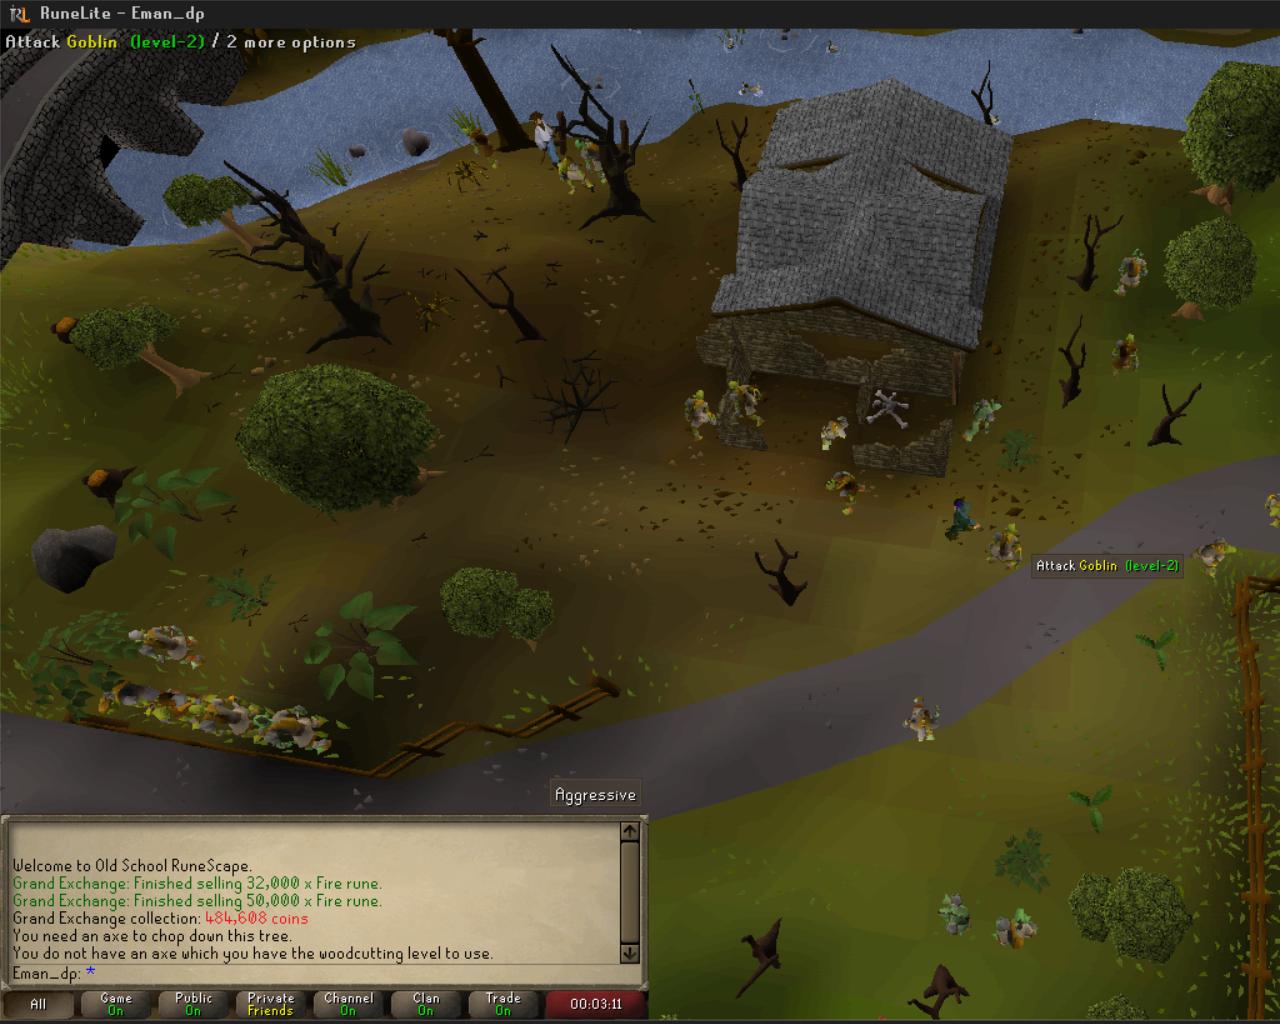 RuneLite - Eman_dp
Attack Goblin (level-2) / 2 more options
Attack Goblin (level-2)
Aggressive
Welcome to Old School RuneScape.
Grand Exchange: Finished selling 32,000 x Fire rune.
Grand Exchange: Finished selling 50,000 x Fire rune.
Grand Exchange collection: 484,608 coins
You need an axe to chop down this tree.
You do not have an axe which you have the woodcutting level to use.
Eman_dp: *
All
Game
On
Public
On
Private
Friends
Channel
On
Clan
On
Trade
On
00:03:11